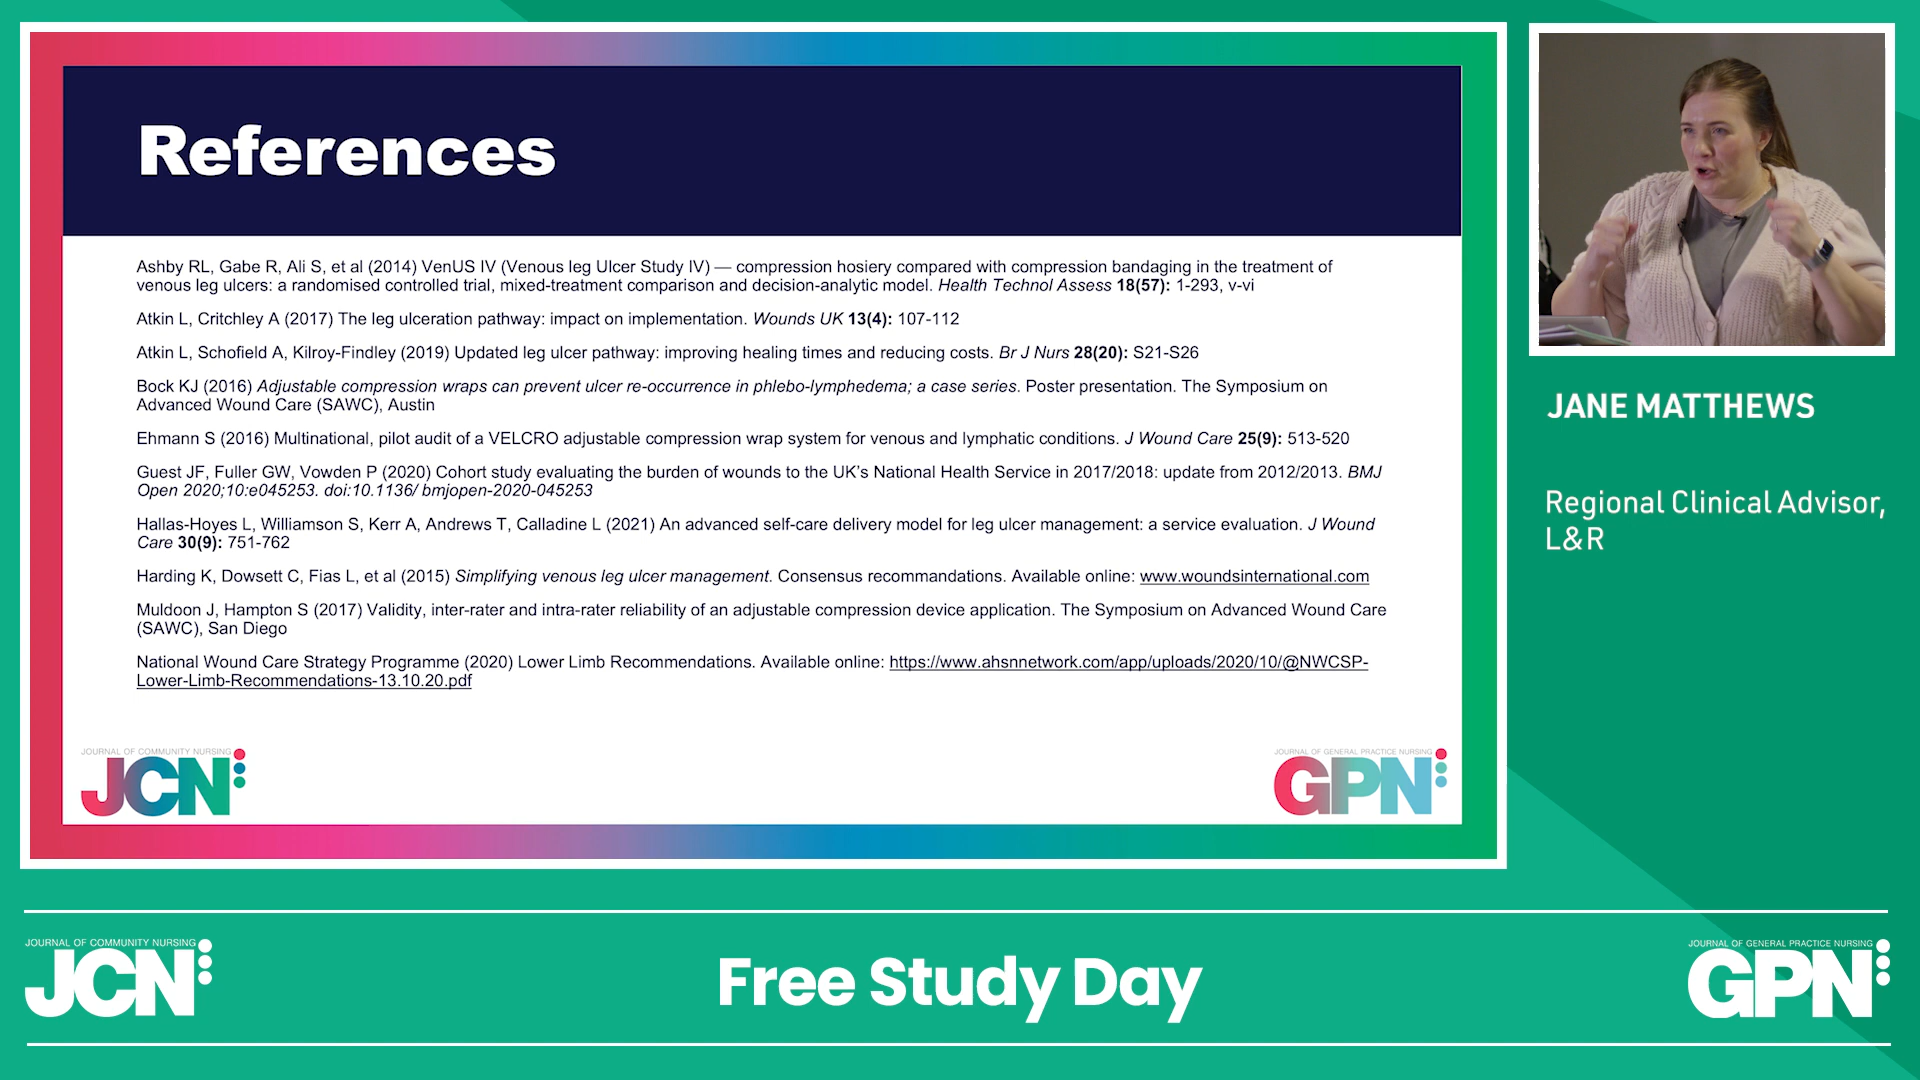 References
Ashby RL, Gabe R, Ali S, et al (2014) VenUS IV (Venous leg Ulcer Study IV) — compression hosiery compared with compression bandaging in the treatment of
venous leg ulcers: a randomised controlled trial, mixed-treatment comparison and decision-analytic model. Health Technol Assess 18(57): 1-293, v-vi
Atkin L, Critchley A (2017) The leg ulceration pathway: impact on implementation. Wounds UK 13(4): 107-112
Atkin L, Schofield A, Kilroy-Findley (2019) Updated leg ulcer pathway: improving healing times and reducing costs. Br J Nurs 28(20): S21-S26
Bock KJ (2016) Adjustable compression wraps can prevent ulcer re-occurrence in phlebo-lymphedema; a case series. Poster presentation. The Symposium on
Advanced Wound Care (SAWC), Austin
Ehmann S (2016) Multinational, pilot audit of a VELCRO adjustable compression wrap system for venous and lymphatic conditions. J Wound Care 25(9): 513-520
Guest JF, Fuller GW, Vowden P (2020) Cohort study evaluating the burden of wounds to the UK's National Health Service in 2017/2018: update from 2012/2013. BMJ
Open 2020;10:e045253. doi:10.1136/ bmjopen-2020-045253
Hallas-Hoyes L, Williamson S, Kerr A, Andrews T, Calladine L (2021) An advanced self-care delivery model for leg ulcer management: a service evaluation. J Wound
Care 30(9): 751-762
Harding K, Dowsett C, Fias L, et al (2015) Simplifying venous leg ulcer management. Consensus recommandations. Available online: www.woundsinternational.com
Muldoon J, Hampton S (2017) Validity, inter-rater and intra-rater reliability of an adjustable compression device application. The Symposium on Advanced Wound Care
(SAWC), San Diego
National Wound Care Strategy Programme (2020) Lower Limb Recommendations. Available online: https://www.ahsnnetwork.com/app/uploads/2020/10/@NWCSP-
Lower-Limb-Recommendations-13.10.20.pdf
JOURNAL OF COMMUNITY NURSING
JCN
JOURNAL OF GENERAL PRACTICE NURSING
GPN
JANE MATTHEWS
Regional Clinical Advisor,
L&R
JOURNAL OF COMMUNITY NURSING
JCN
Free Study Day
JOURNAL OF GENERAL PRACTICE NURSING
GPN